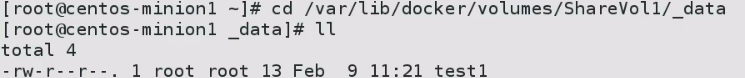 [root@centos-minion1 ~]# cd /var/lib/docker/volumes/ShareVol1/_data
[root@centos-minion1 _data]# ll
total 4
-rw-r--r--. 1 root root 13 Feb  9 11:21 test1